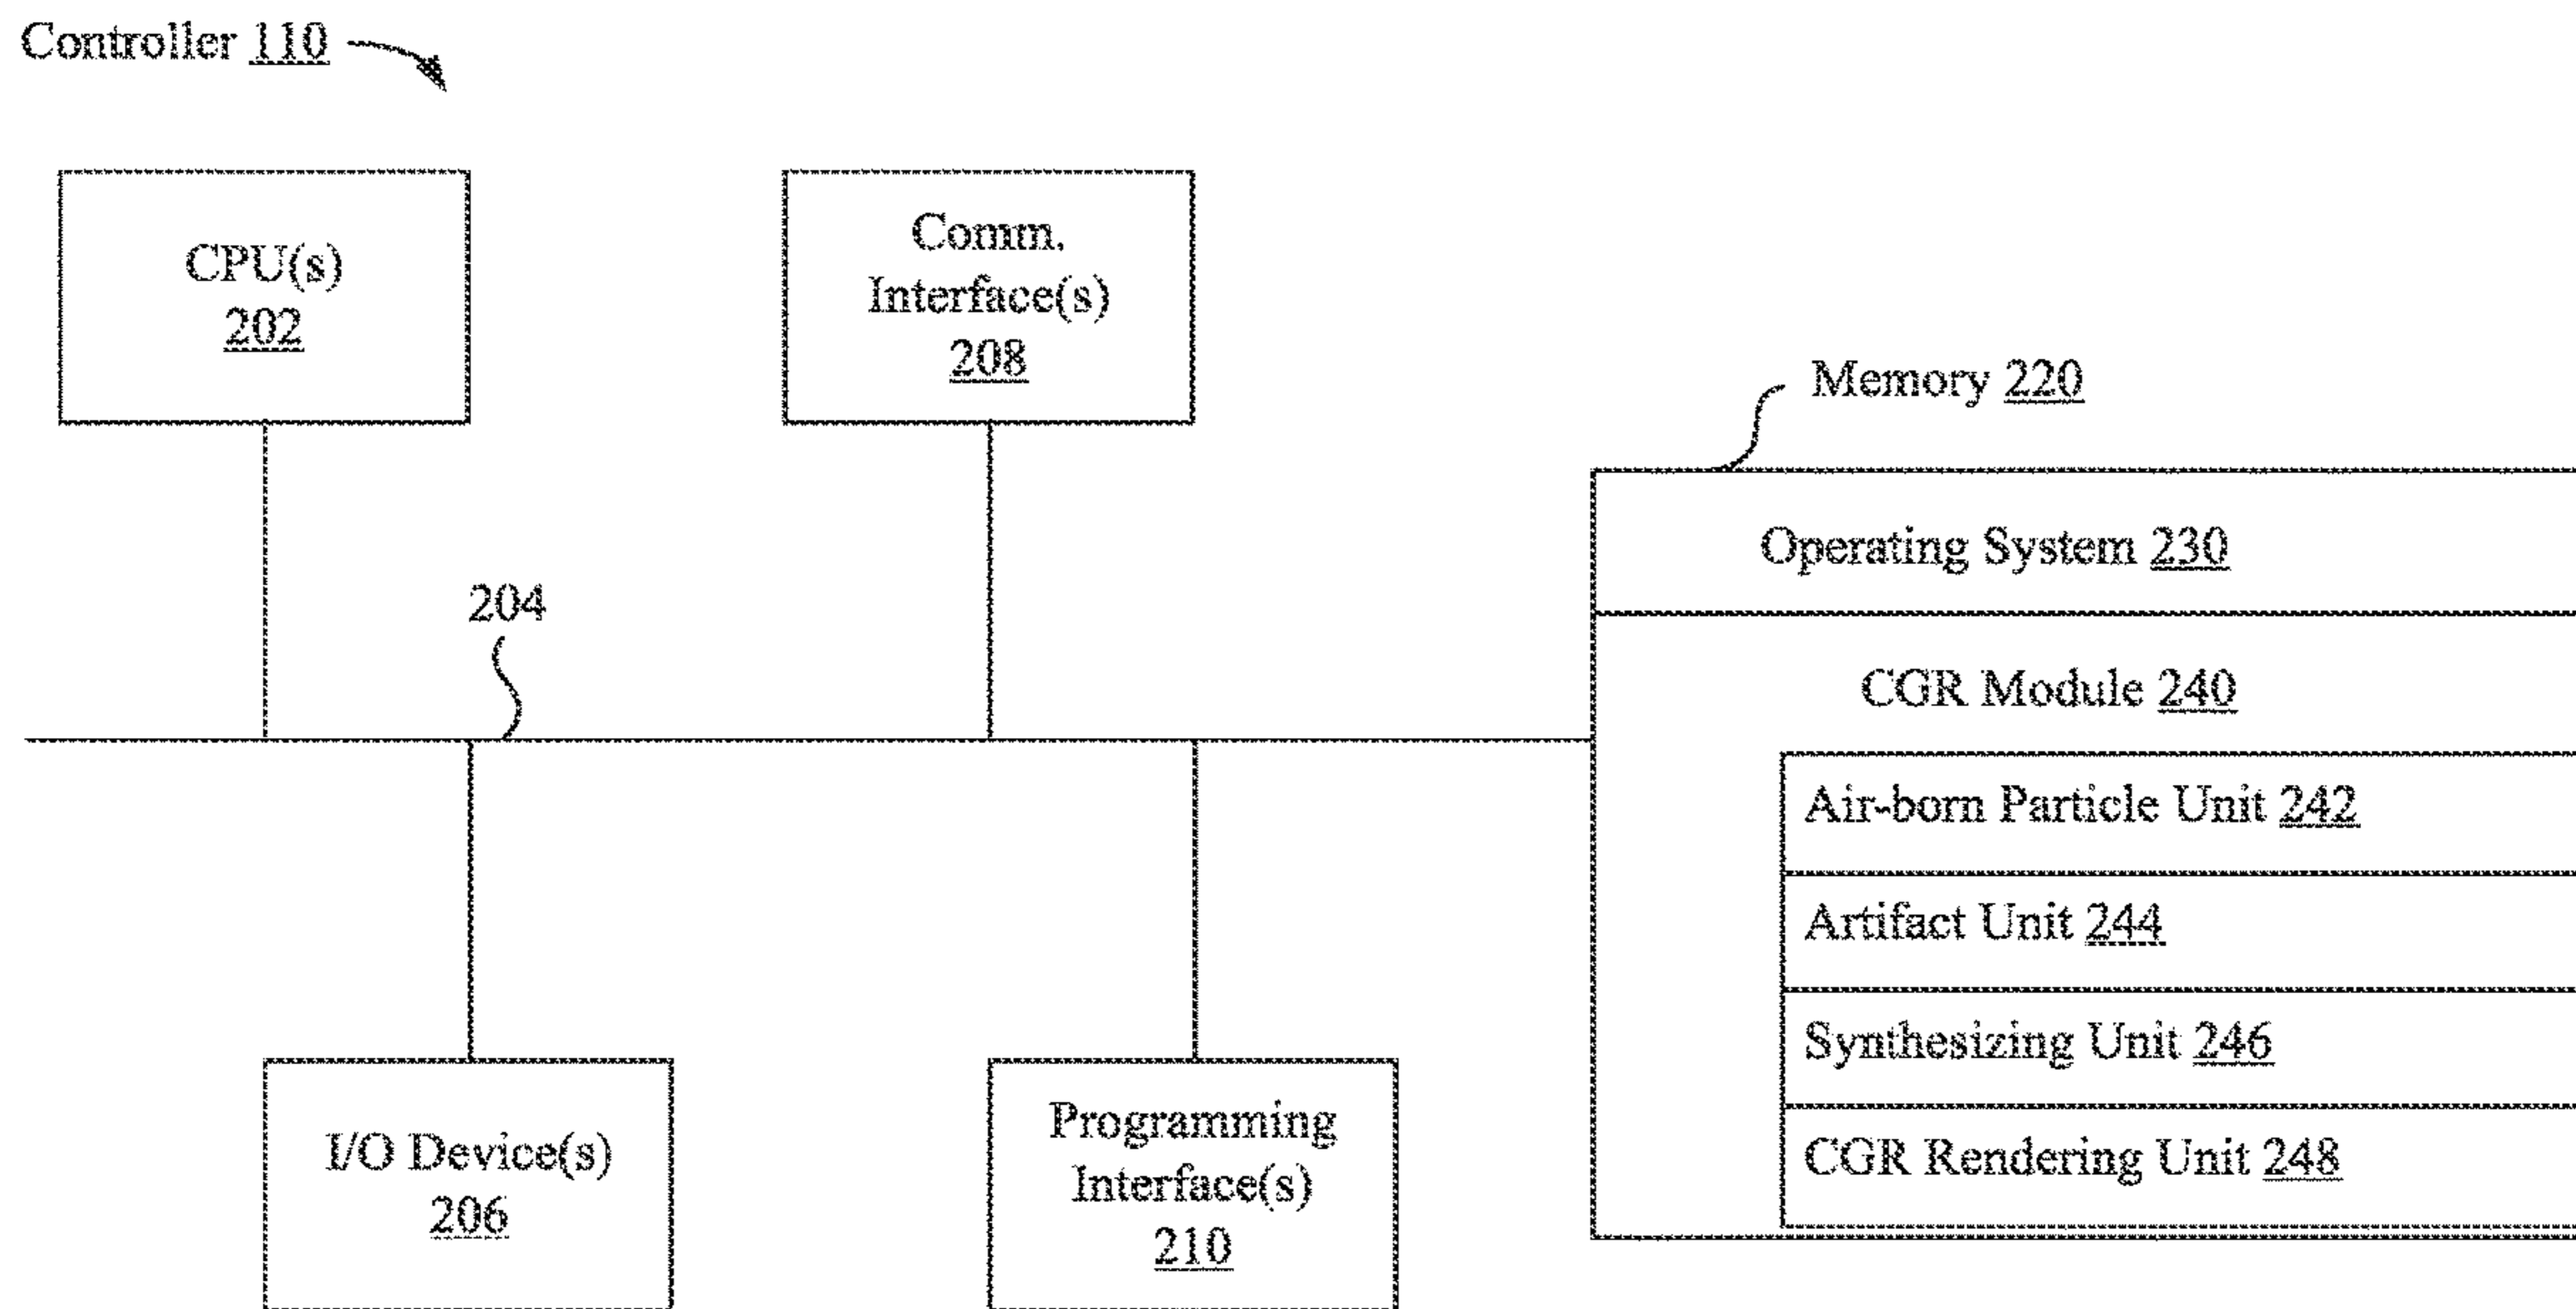 Controller 110
CPU(s)
202
Comm.
Interface(s)
208
Memory 220
Operating System 230
204
CGR Module 240
Air-born Particle Unit 242
Artifact Unit 244
Synthesizing Unit 246
CGR Rendering Unit 248
I/O Device(s)
206
Programming
Interface(s)
210